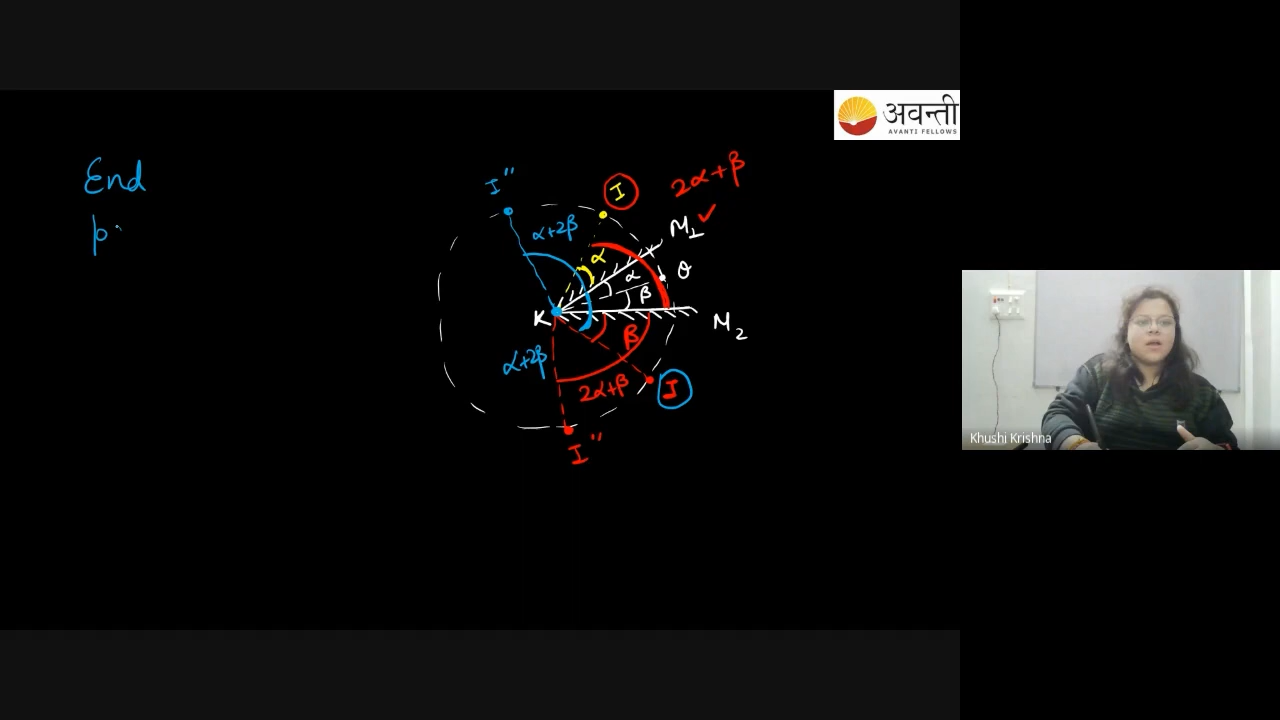 अवन्ती
AVANTI FELLOWS
End
p
I"
I
2α+β
α+2β
M₁
α
α
θ
β
K
M₂
β
α+2β
2α+β
I
I"
Khushi Krishna